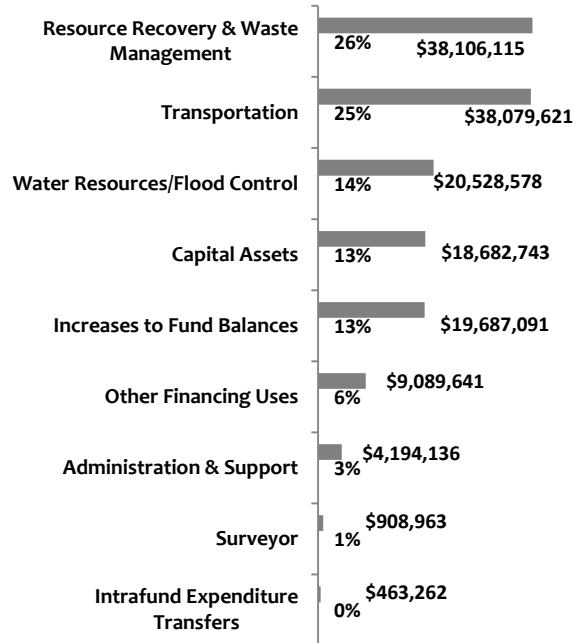 Resource Recovery & Waste
Management
26%
$38,106,115
Transportation
25%
$38,079,621
Water Resources/Flood Control
14%
$20,528,578
Capital Assets
13%
$18,682,743
Increases to Fund Balances
13%
$19,687,091
Other Financing Uses
6%
$9,089,641
Administration & Support
3%
$4,194,136
Surveyor
1%
$908,963
Intrafund Expenditure
Transfers
0%
$463,262